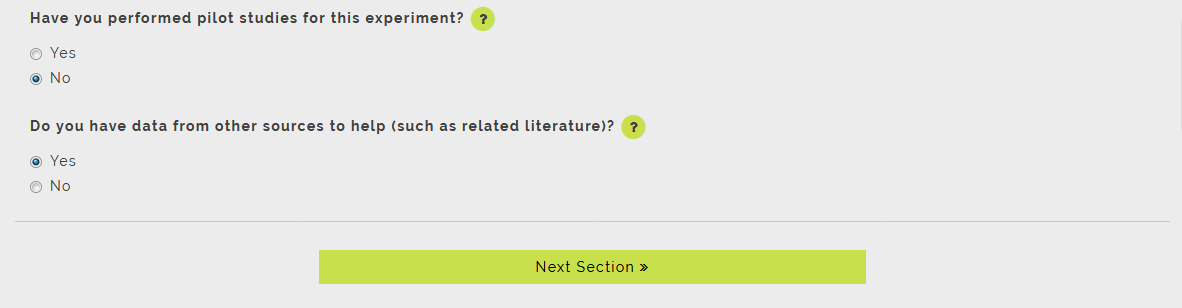 Have you performed pilot studies for this experiment? ?
Yes
No
Do you have data from other sources to help (such as related literature)? ?
Yes
No
Next Section »